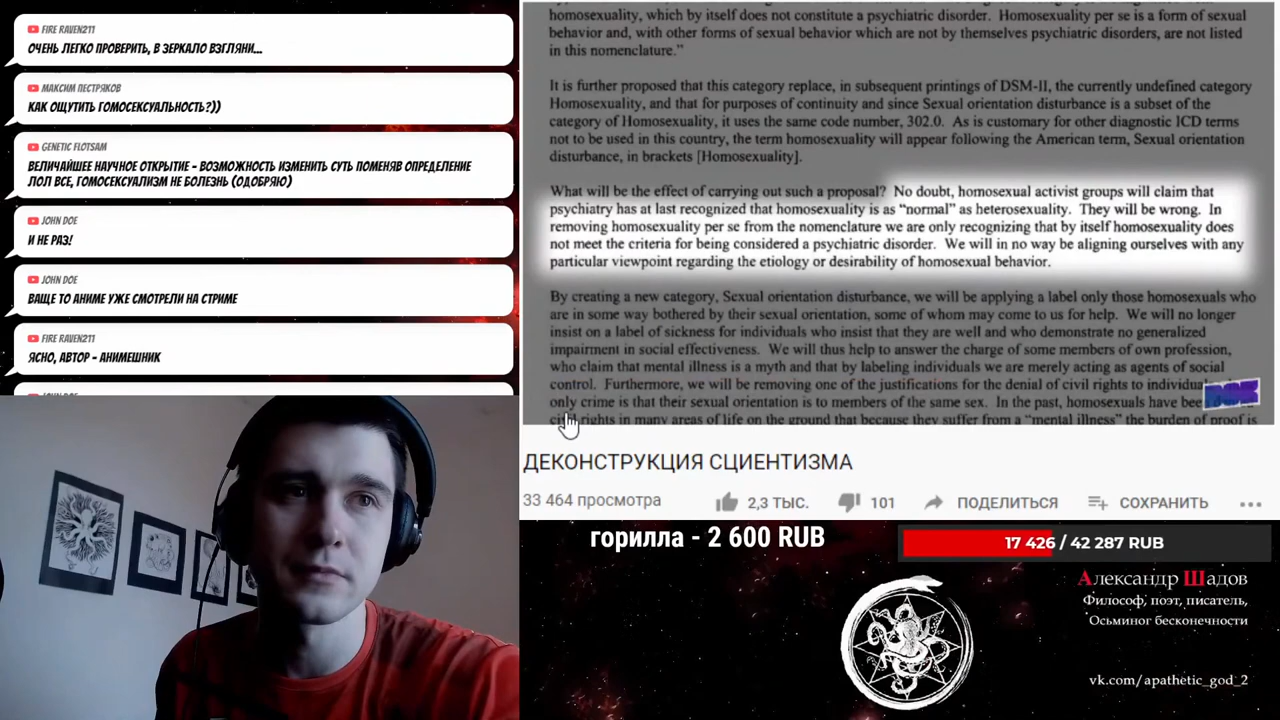 FIRE RAVEN211
ОЧЕНЬ ЛЕГКО ПРОВЕРИТЬ, В ЗЕРКАЛО ВЗГЛЯНИ...
МАКСИМ ПЕСТРЯКОВ
КАК ОЩУТИТЬ ГОМОСЕКСУАЛЬНОСТЬ?))
GENETIC FLOTSAM
ВЕЛИЧАЙШЕЕ НАУЧНОЕ ОТКРЫТИЕ - ВОЗМОЖНОСТЬ ИЗМЕНИТЬ СУТЬ ПОМЕНЯВ ОПРЕДЕЛЕНИЕ
ЛОЛ ВСЕ, ГОМОСЕКСУАЛИЗМ НЕ БОЛЕЗНЬ (ОДОБРЯЮ)
JOHN DOE
И НЕ РАЗ!
JOHN DOE
ВАЩЕ ТО АНИМЕ УЖЕ СМОТРЕЛИ НА СТРИМЕ
FIRE RAVEN211
ЯСНО, АВТОР - АНИМЕШНИК
homosexuality, which by itself does not constitute a psychiatric disorder. Homosexuality per se is a form of sexual
behavior and, with other forms of sexual behavior which are not by themselves psychiatric disorders, are not listed
in this nomenclature."
It is further proposed that this category replace, in subsequent printings of DSM-II, the currently undefined category
Homosexuality, and that for purposes of continuity and since Sexual orientation disturbance is a subset of the
category of Homosexuality, it uses the same code number, 302.0. As is customary for other diagnostic ICD terms
not to be used in this country, the term homosexuality will appear following the American term, Sexual orientation
disturbance, in brackets [Homosexuality].
What will be the effect of carrying out such a proposal? No doubt, homosexual activist groups will claim that
psychiatry has at last recognized that homosexuality is as “normal” as heterosexuality. They will be wrong. In
removing homosexuality per se from the nomenclature we are only recognizing that by itself homosexuality does
not meet the criteria for being considered a psychiatric disorder. We will in no way be aligning ourselves with any
particular viewpoint regarding the etiology or desirability of homosexual behavior.
By creating a new category, Sexual orientation disturbance, we will be applying a label only those homosexuals who
are in some way bothered by their sexual orientation, some of whom may come to us for help. We will no longer
insist on a label of sickness for individuals who insist that they are well and who demonstrate no generalized
impairment in social effectiveness. We will thus help to answer the charge of some members of own profession,
who claim that mental illness is a myth and that by labeling individuals we are merely acting as agents of social
control. Furthermore, we will be removing one of the justifications for the denial of civil rights to individuals
only crime is that their sexual orientation is to members of the same sex. In the past, homosexuals have been
civil rights in many areas of life on the ground that because they suffer from a “mental illness” the burden of proof is
ДЕКОНСТРУКЦИЯ СЦИЕНТИЗМА
33 464 просмотра
2,3 ТЫС.
101
ПОДЕЛИТЬСЯ
СОХРАНИТЬ
горилла - 2 600 RUB
17 426 / 42 287 RUB
Александр Шадов
Философ, поэт, писатель,
Осьминог бесконечности
vk.com/apathetic_god_2